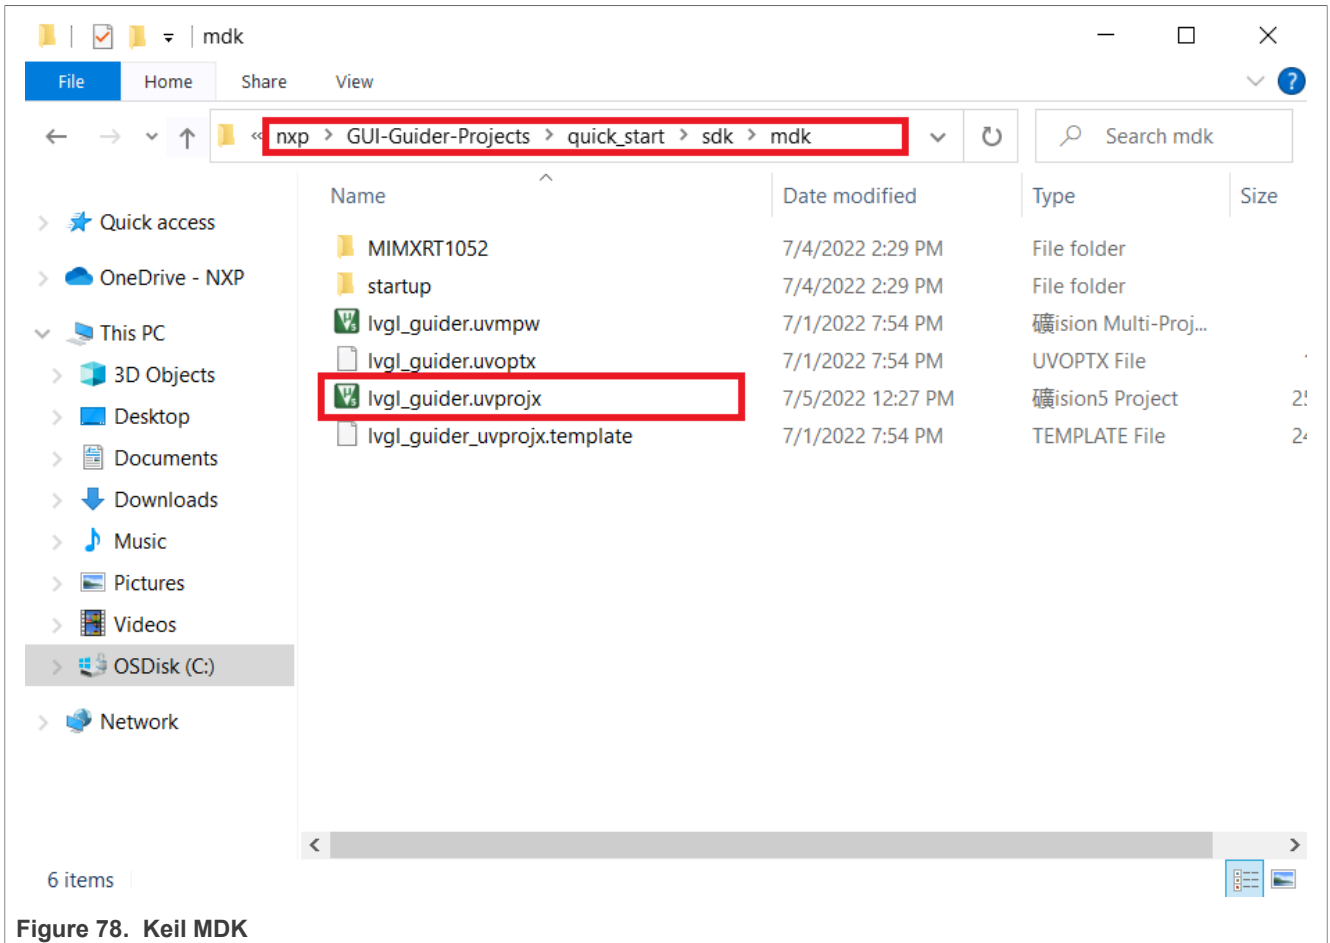 mdk
File Home Share View
« nxp > GUI-Guider-Projects > quick_start > sdk > mdk Search mdk
Name Date modified Type Size
Quick access
OneDrive - NXP
This PC
3D Objects
Desktop
Documents
Downloads
Music
Pictures
Videos
OSDisk (C:)
Network
MIMXRT1052 7/4/2022 2:29 PM File folder
startup 7/4/2022 2:29 PM File folder
lvgl_guider.uvmpw 7/1/2022 7:54 PM 礦ision Multi-Proj...
lvgl_guider.uvoptx 7/1/2022 7:54 PM UVOPTX File
lvgl_guider.uvprojx 7/5/2022 12:27 PM 礦ision5 Project
lvgl_guider_uvprojx.template 7/1/2022 7:54 PM TEMPLATE File
6 items
Figure 78. Keil MDK